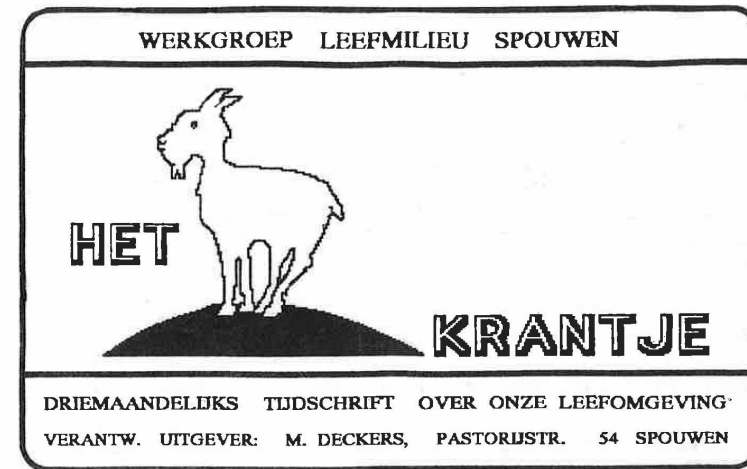 WERKGROEP LEEFMILIEU SPOUWEN
HET
KRANTJE
DRIEMAANDELIJKS TIJDSCHRIFT OVER ONZE LEEFOMGEVING
VERANTW. UITGEVER: M. DECKERS, PASTORIJSTR. 54 SPOUWEN